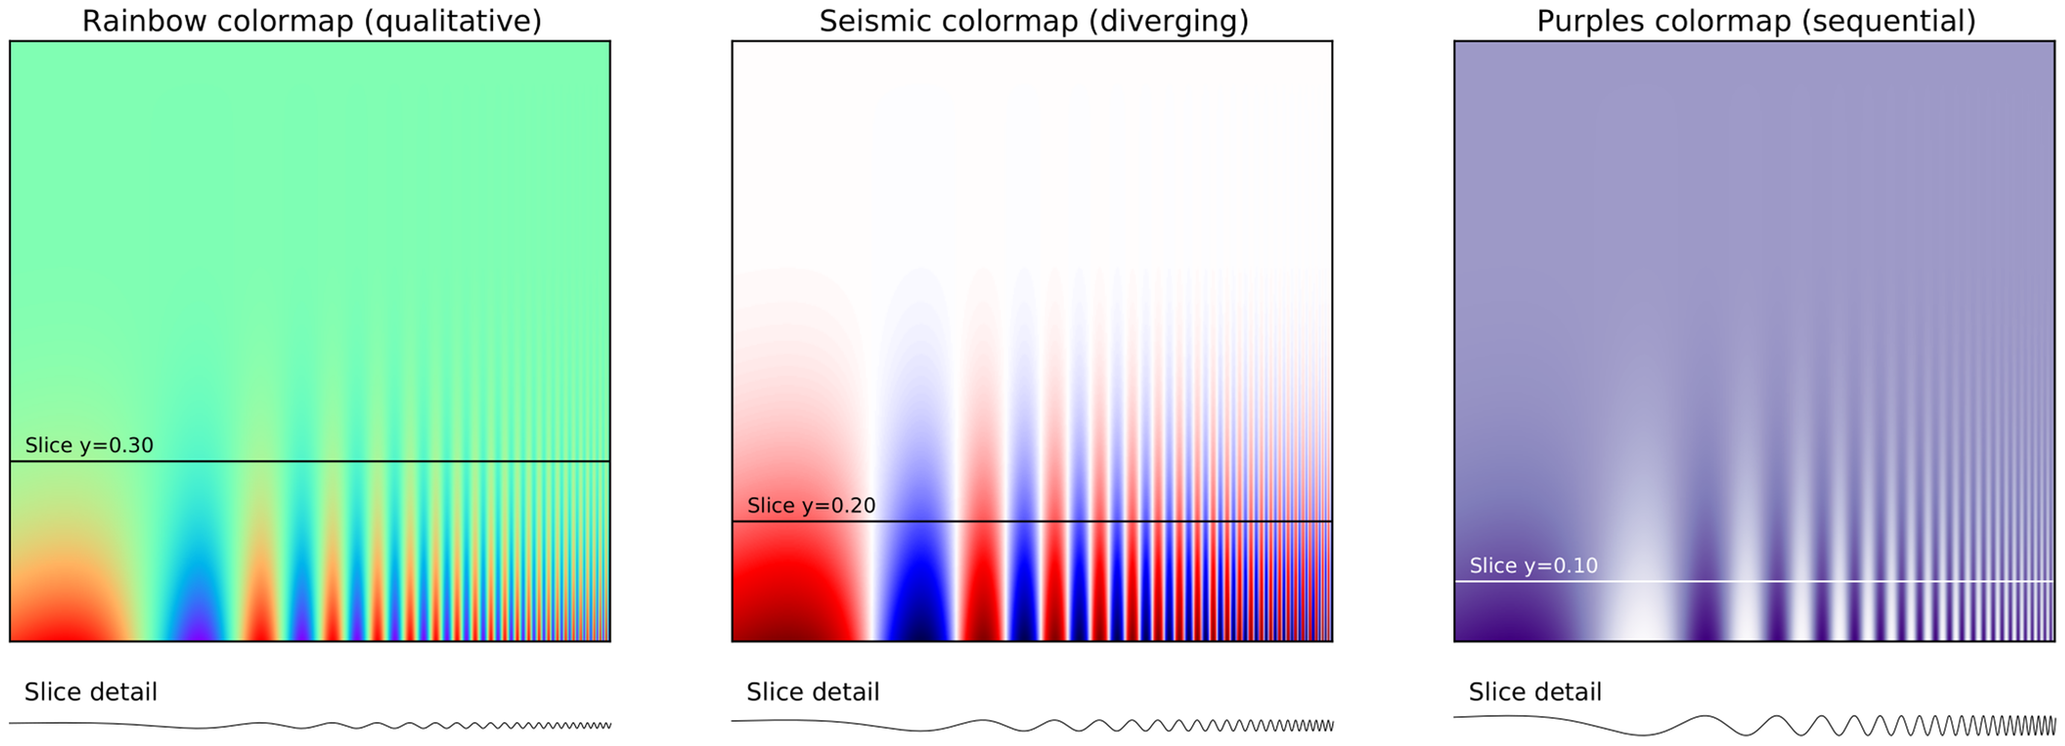 Rainbow colormap (qualitative)
Slice y=0.30
Slice detail
Seismic colormap (diverging)
Slice y=0.20
Slice detail
Purples colormap (sequential)
Slice y=0.10
Slice detail